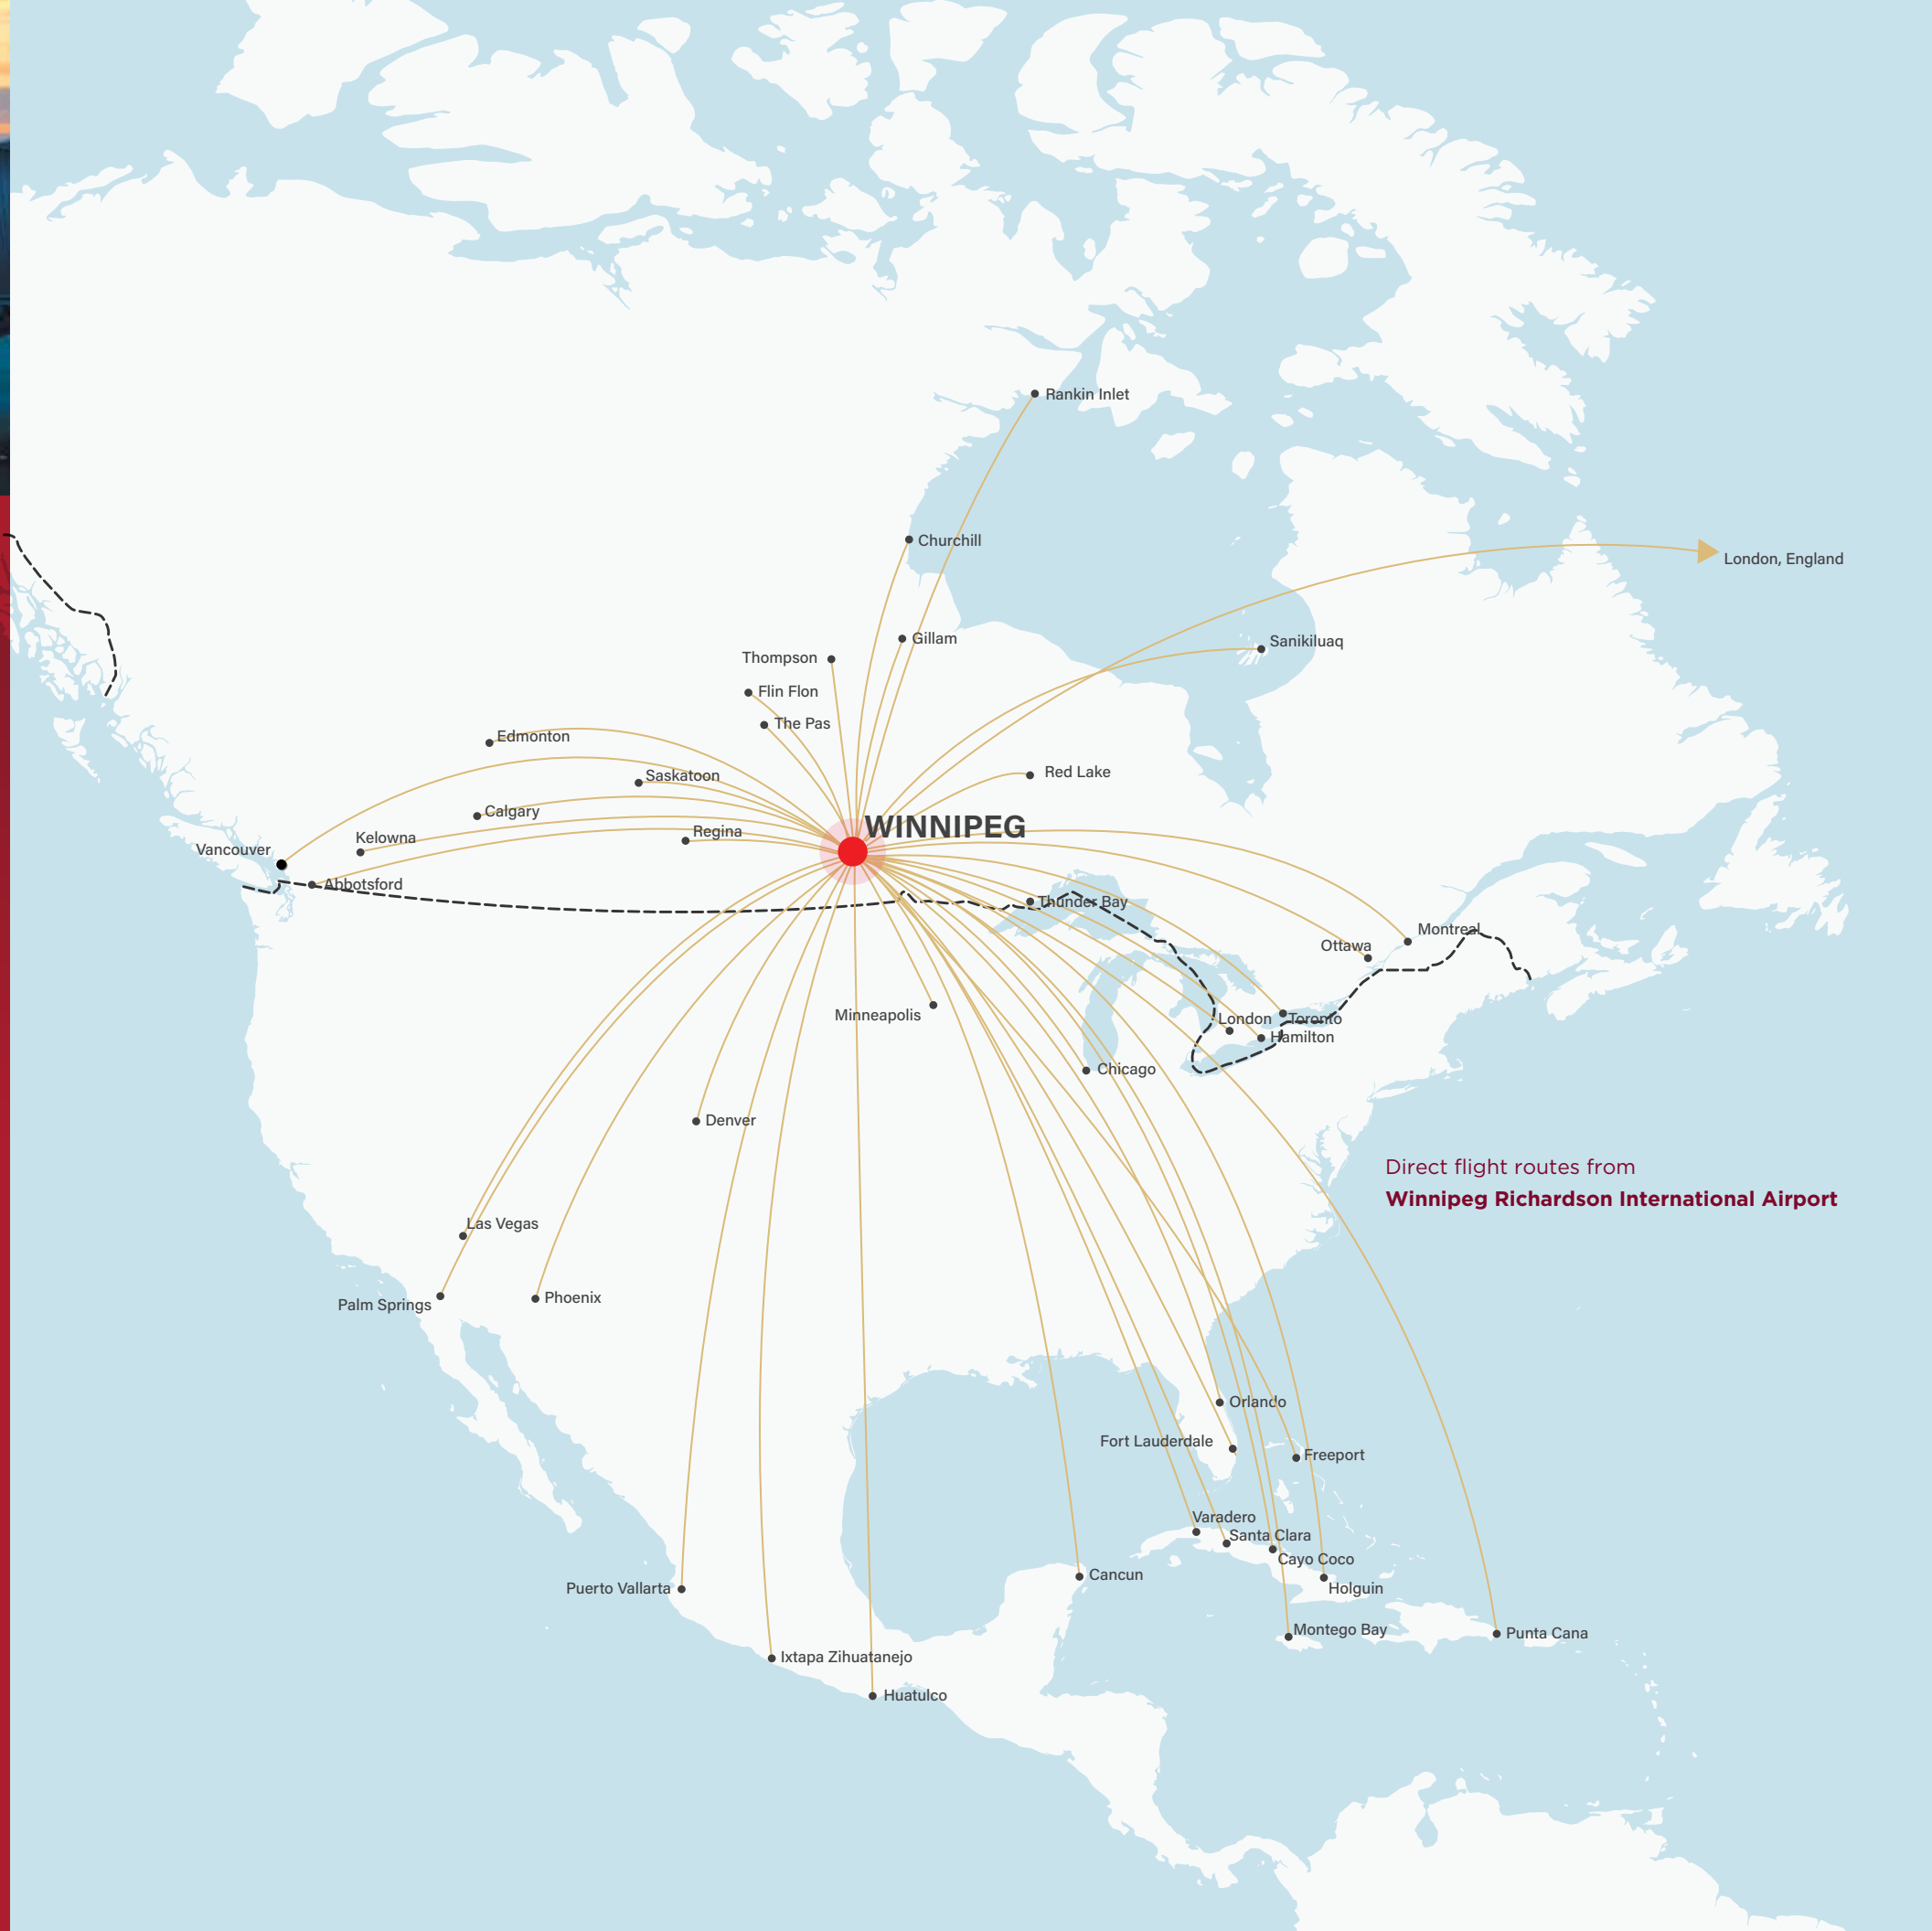 Rankin Inlet
Churchill
London, England
Gillam
Sanikiluaq
Thompson
Flin Flon
The Pas
Edmonton
Red Lake
Saskatoon
Calgary
WINNIPEG
Regina
Kelowna
Vancouver
Abbotsford
Thunder Bay
Montreal
Ottawa
Minneapolis
London
Toronto
Hamilton
Chicago
Denver
Direct flight routes from
Winnipeg Richardson International Airport
Las Vegas
Palm Springs
Phoenix
Orlando
Fort Lauderdale
Freeport
Varadero
Santa Clara
Cayo Coco
Cancun
Puerto Vallarta
Holguin
Montego Bay
Punta Cana
Ixtapa Zihuatanejo
Huatulco